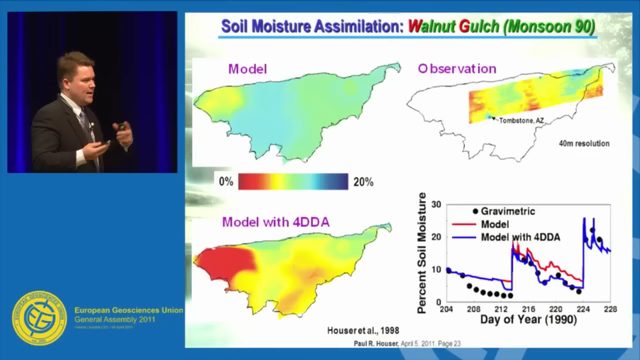 Soil Moisture Assimilation: Walnut Gulch (Monsoon 90)
Model
Observation
Tombstone, AZ
40m resolution
0%
20%
Model with 4DDA
Houser et al., 1998
Percent Soil Moisture
30
25
20
15
10
5
0
Gravimetric
Model
Model with 4DDA
204
208
212
216
220
224
228
Day of Year (1990)
Paul R. Houser, April 5, 2011, Page 23
European Geosciences Union
General Assembly 2011